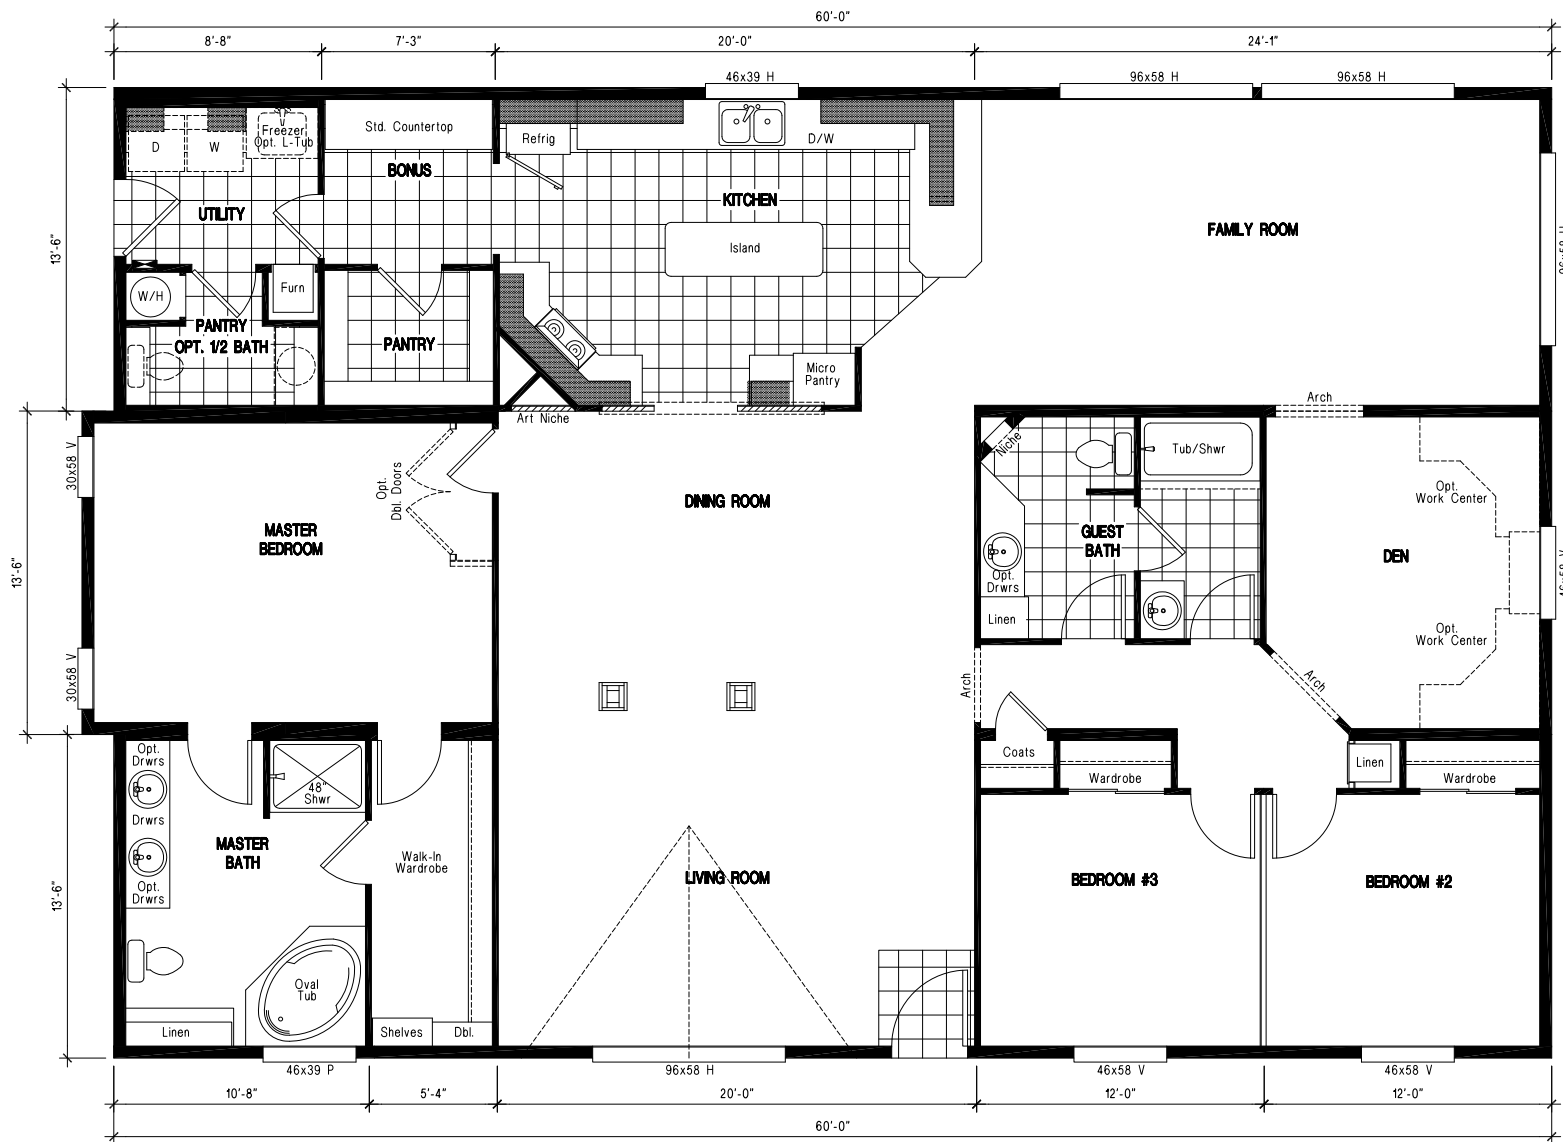 60'-0"
8'-8"
7'-3"
20'-0"
24'-1"
46x39 H
96x58 H
96x58 H
Freezer
Opt. L-Tub
D
W
Std. Countertop
Refrig
D/W
BONUS
KITCHEN
UTILITY
FAMILY ROOM
Island
13'-6"
96x58 H
W/H
Furn
PANTRY
OPT. 1/2 BATH
PANTRY
Micro
Pantry
Arch
Art Niche
Niche
Tub/Shwr
30x58 V
Opt.
Dbl. Doors
DINING ROOM
Opt.
Work Center
MASTER
BEDROOM
GUEST
BATH
DEN
46x58 V
13'-6"
Opt.
Drwrs
Linen
Opt.
Work Center
30x58 V
Arch
Arch
Opt.
Drwrs
Coats
Wardrobe
Linen
Wardrobe
48"
Shwr
Drwrs
MASTER
BATH
Walk-In
Wardrobe
LIVING ROOM
BEDROOM #3
BEDROOM #2
Opt.
Drwrs
13'-6"
Oval
Tub
Linen
Shelves
Dbl.
46x39 P
96x58 H
46x58 V
46x58 V
10'-8"
5'-4"
20'-0"
12'-0"
12'-0"
60'-0"